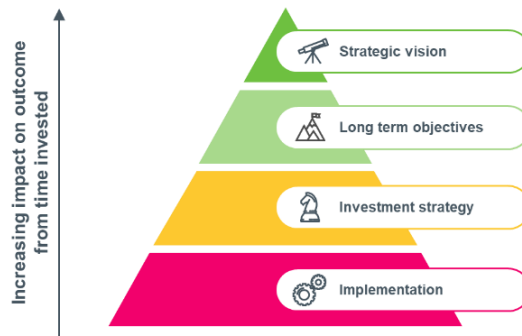 Increasing impact on outcome
from time invested
Strategic vision
Long term objectives
Investment strategy
Implementation